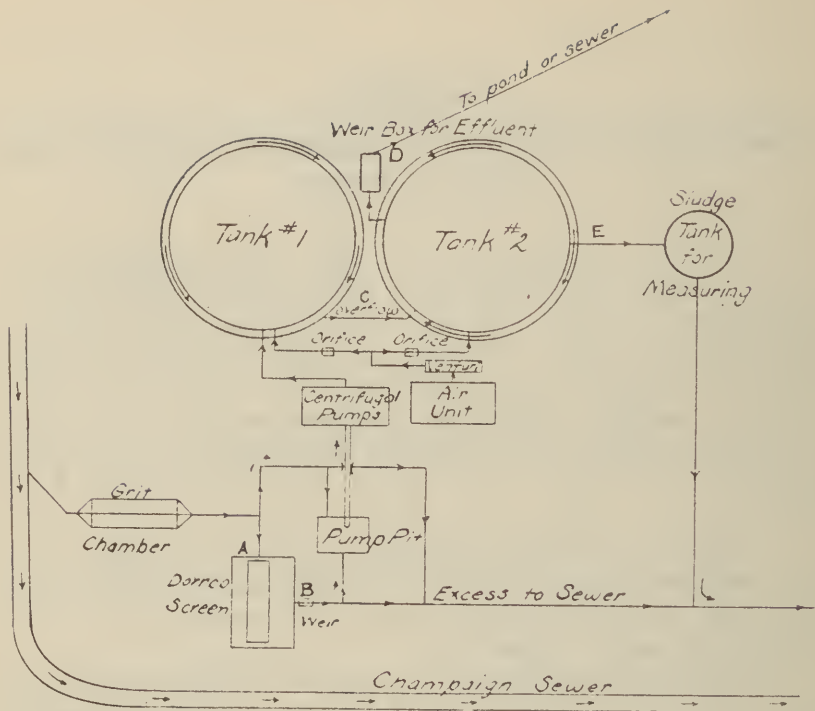 To pond or sewer
Weir Box for Effluent
D
Tank #1
Tank #2
E
Sludge
Tank
for
Measuring
C
overflow
Orifice
Orifice
Venturi
Centrifugal
Pumps
Air
Unit
Grit
Chamber
A
Pump Pit
Dorrco
Screen
B
Weir
Excess to Sewer
Champaign Sewer